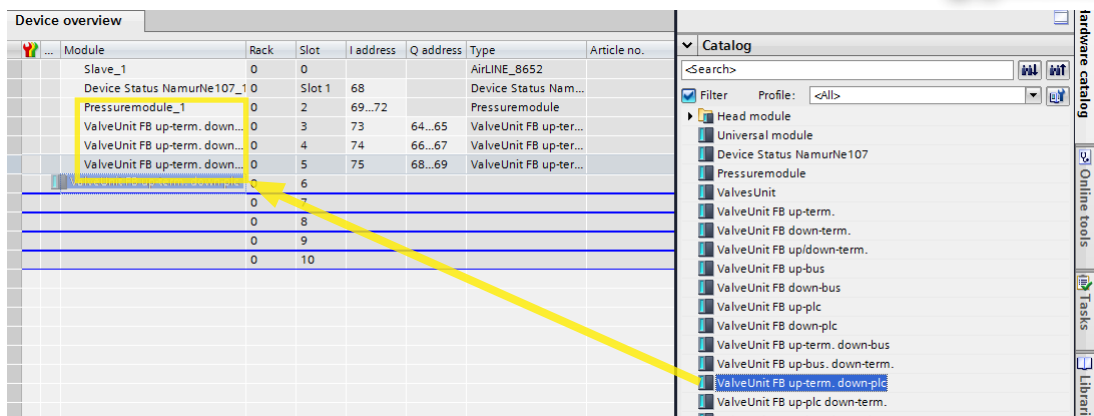 Device overview
... Module Rack Slot I address Q address Type Article no.
Slave_1 0 0 AirLINE_8652
Device Status NamurNe107_1 0 Slot 1 68 Device Status Nam...
Pressuremodule_1 0 2 69...72 Pressuremodule
ValveUnit FB up-term. down... 0 3 73 64...65 ValveUnit FB up-ter...
ValveUnit FB up-term. down... 0 4 74 66...67 ValveUnit FB up-ter...
ValveUnit FB up-term. down... 0 5 75 68...69 ValveUnit FB up-ter...
ValveUnit FB up-term. down-plc 0 6
0 7
0 8
0 9
0 10
Catalog
<Search>
Filter Profile: <All>
Head module
Universal module
Device Status NamurNe107
Pressuremodule
ValvesUnit
ValveUnit FB up-term.
ValveUnit FB down-term.
ValveUnit FB up/down-term.
ValveUnit FB up-bus
ValveUnit FB down-bus
ValveUnit FB up-plc
ValveUnit FB down-plc
ValveUnit FB up-term. down-bus
ValveUnit FB up-bus. down-term.
ValveUnit FB up-term. down-plc
ValveUnit FB up-plc down-term.
Hardware catalog
Online tools
Tasks
Librari